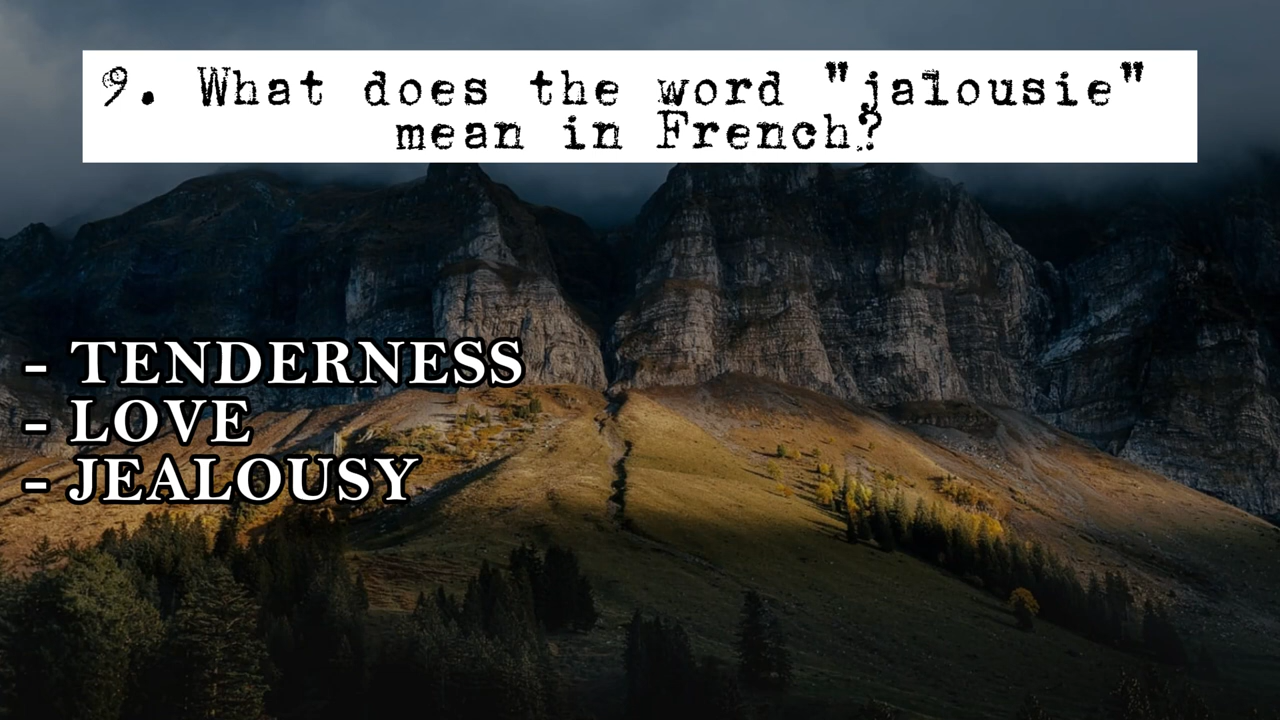 9. What does the word "jalousie"
mean in French?
- TENDERNESS
- LOVE
- JEALOUSY